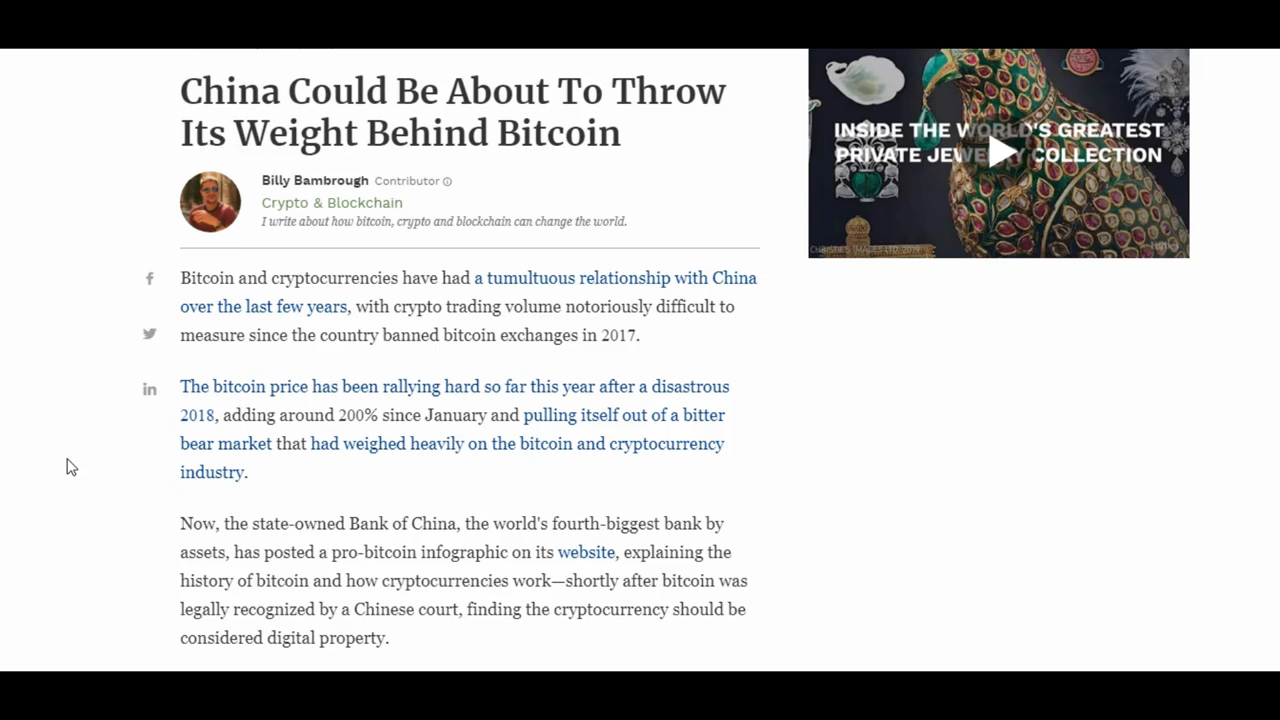 China Could Be About To Throw
Its Weight Behind Bitcoin
Billy Bambrough Contributor
Crypto & Blockchain
I write about how bitcoin, crypto and blockchain can change the world.
Bitcoin and cryptocurrencies have had a tumultuous relationship with China
over the last few years, with crypto trading volume notoriously difficult to
measure since the country banned bitcoin exchanges in 2017.
The bitcoin price has been rallying hard so far this year after a disastrous
2018, adding around 200% since January and pulling itself out of a bitter
bear market that had weighed heavily on the bitcoin and cryptocurrency
industry.
Now, the state-owned Bank of China, the world's fourth-biggest bank by
assets, has posted a pro-bitcoin infographic on its website, explaining the
history of bitcoin and how cryptocurrencies work—shortly after bitcoin was
legally recognized by a Chinese court, finding the cryptocurrency should be
considered digital property.
INSIDE THE WORLD'S GREATEST
PRIVATE JEWELRY COLLECTION
CHRISTIE'S IMAGES LTD.